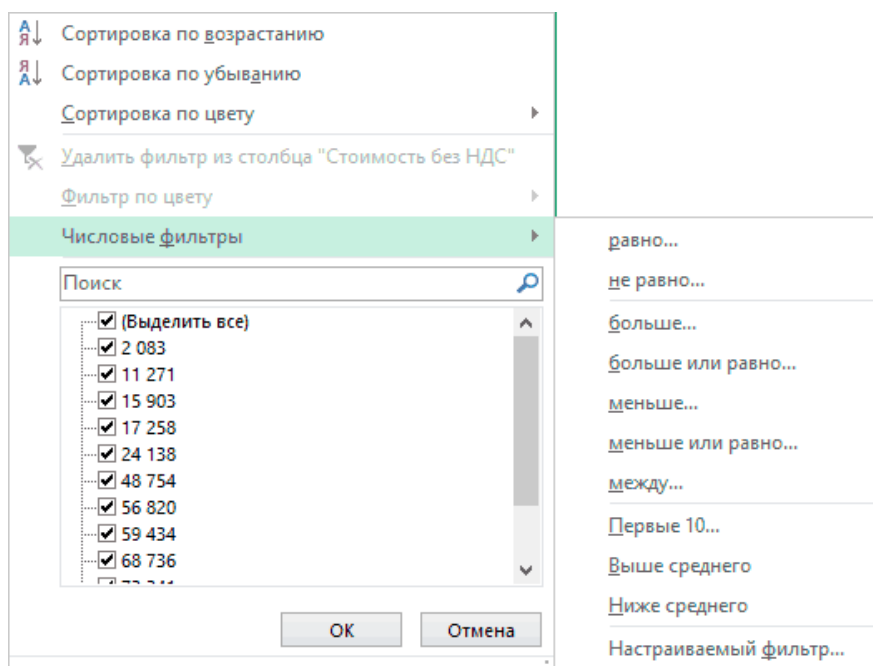 Сортировка по возрастанию
Сортировка по убыванию
Сортировка по цвету
Удалить фильтр из столбца "Стоимость без НДС"
Фильтр по цвету
Числовые фильтры
Поиск
(Выделить все)
2 083
11 271
15 903
17 258
24 138
48 754
56 820
59 434
68 736
ОК
Отмена
равно...
не равно...
больше...
больше или равно...
меньше...
меньше или равно...
между...
Первые 10...
Выше среднего
Ниже среднего
Настраиваемый фильтр...